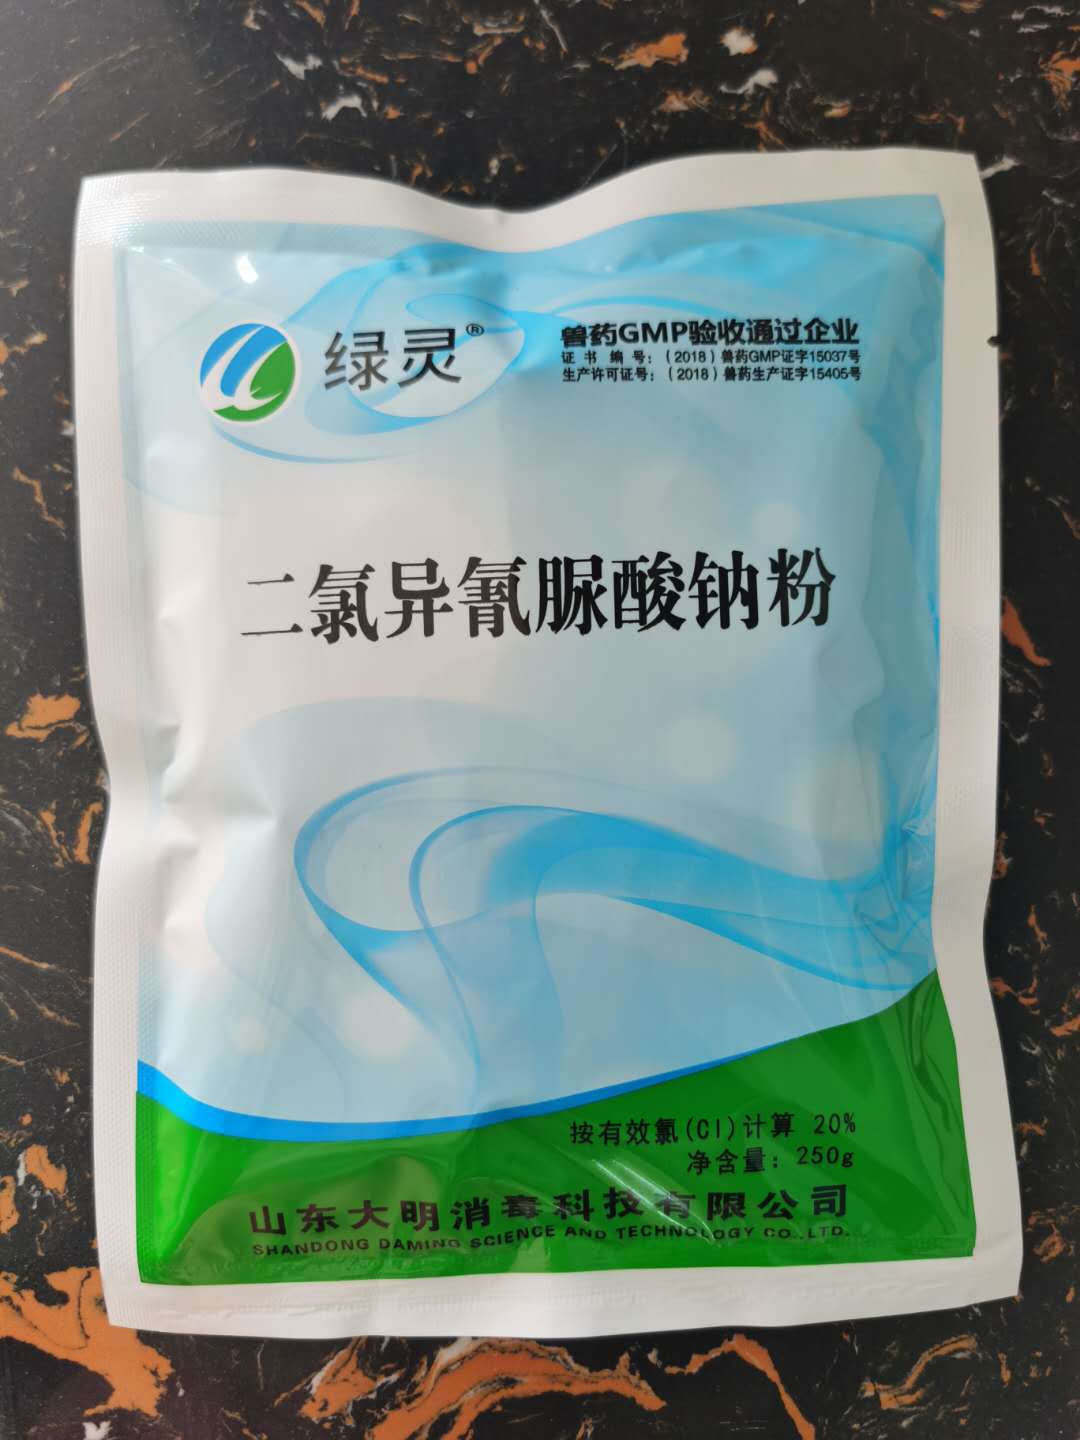 绿灵®
兽药GMP验收通过企业
证书编号：（2018）兽药GMP证字15037号
生产许可证号：（2018）兽药生产证字15405号
二氯异氰脲酸钠粉
按有效氯(Cl)计算 20%
净含量：250g
山东大明消毒科技有限公司
SHANDONG DAMING SCIENCE AND TECHNOLOGY CO.,LTD.